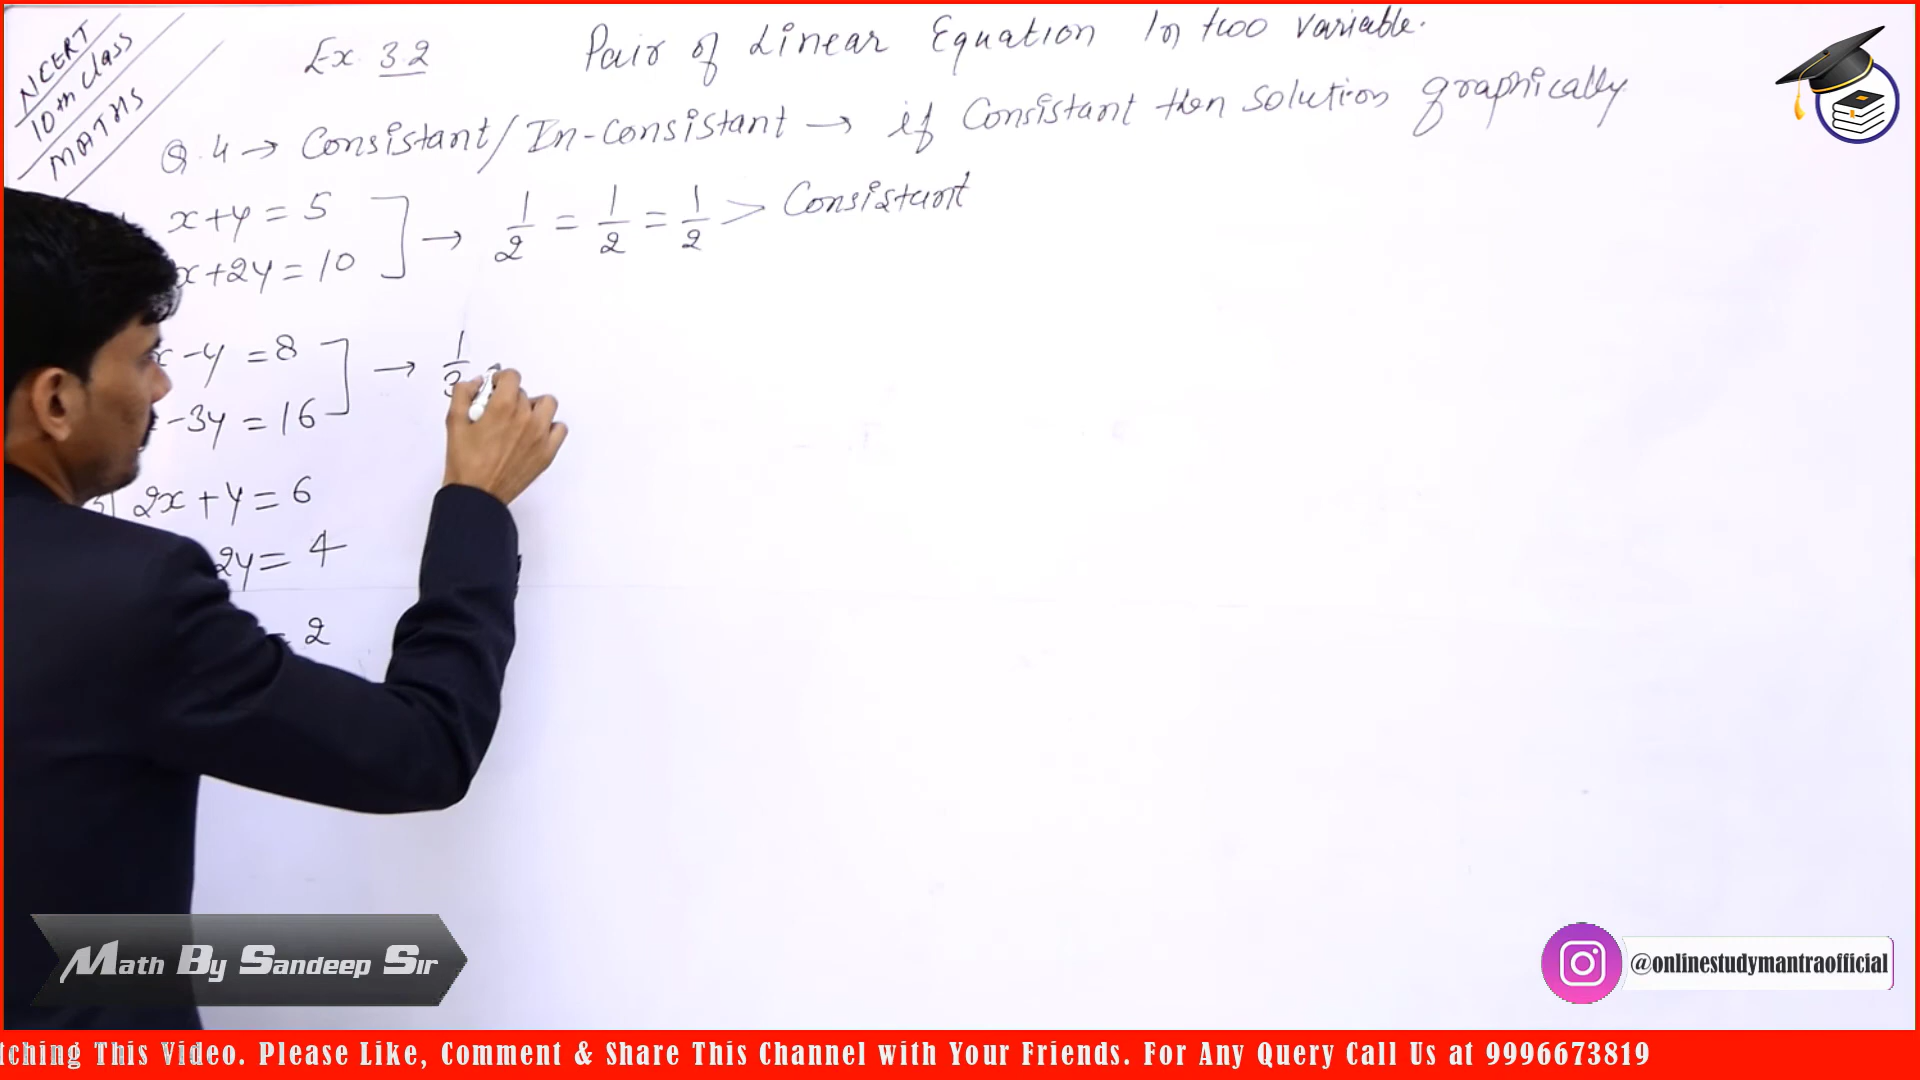 NCERT
10th Class
MATHS
Ex. 3.2
Pair of Linear Equation In two variable.
Q.4 → Consistant/In-consistant → if Consistant then Solution graphically
x+y = 5
x+2y = 10
→ 1/2 = 1/2 = 1/2 > Consistant
x-y = 8
-3y = 16
→ 1/3
2x + y = 6
2y = 4
= 2
Math By Sandeep Sir
@onlinestudymantraofficial
tching This Video. Please Like, Comment & Share This Channel with Your Friends. For Any Query Call Us at 9996673819